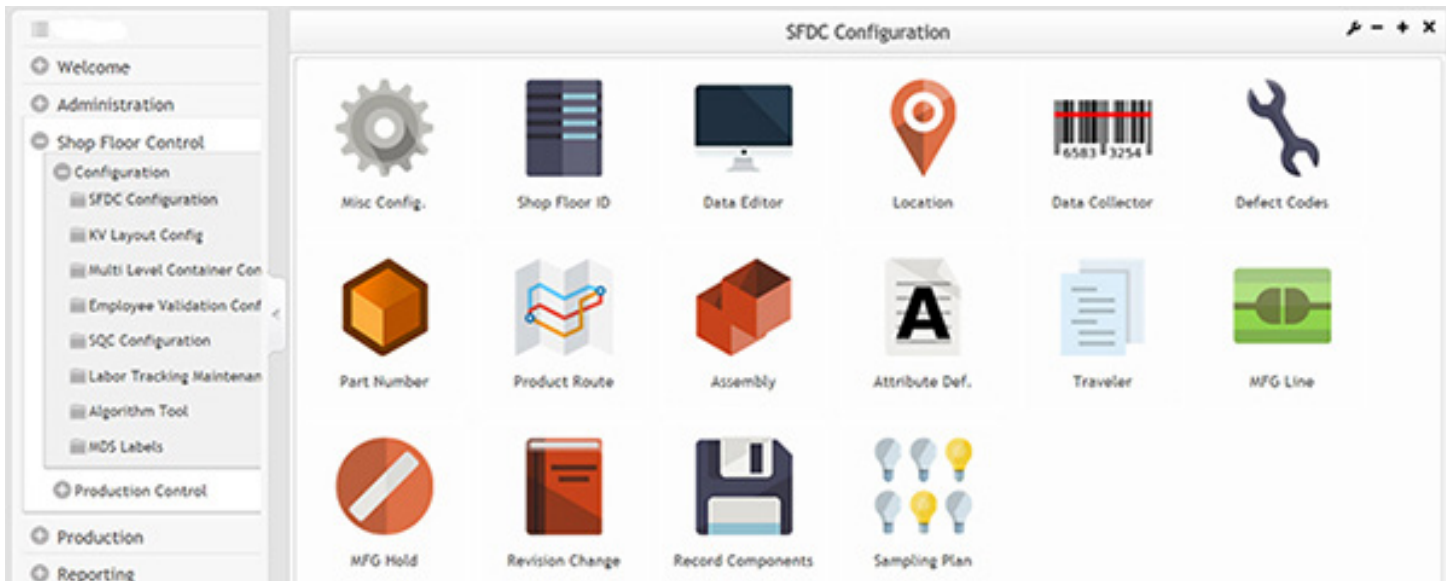 SFDC Configuration
Welcome
Administration
Shop Floor Control
Configuration
SFDC Configuration
KV Layout Config
Multi Level Container Con
Employee Validation Conf
SQC Configuration
Labor Tracking Maintenan
Algorithm Tool
MDS Labels
Production Control
Production
Reporting
Misc Config.
Shop Floor ID
Data Editor
Location
6583 3254
Data Collector
Defect Codes
Part Number
Product Route
Assembly
A
Attribute Def.
Traveler
MFG Line
MFG Hold
Revision Change
Record Components
Sampling Plan